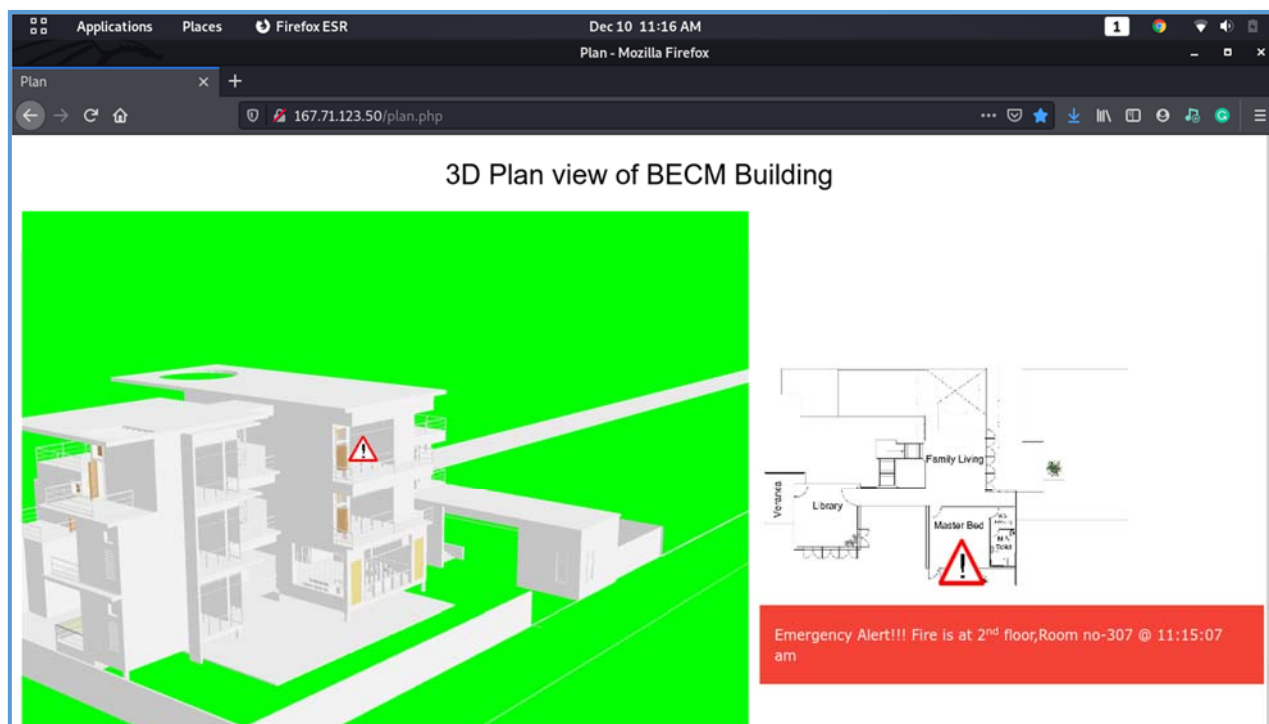 Applications Places Firefox ESR Dec 10 11:16 AM 1
Plan - Mozilla Firefox
Plan
167.71.123.50/plan.php
3D Plan view of BECM Building
Family Living
Library
Master Bed
Toilet
Emergency Alert!!! Fire is at 2nd floor,Room no-307 @ 11:15:07
am